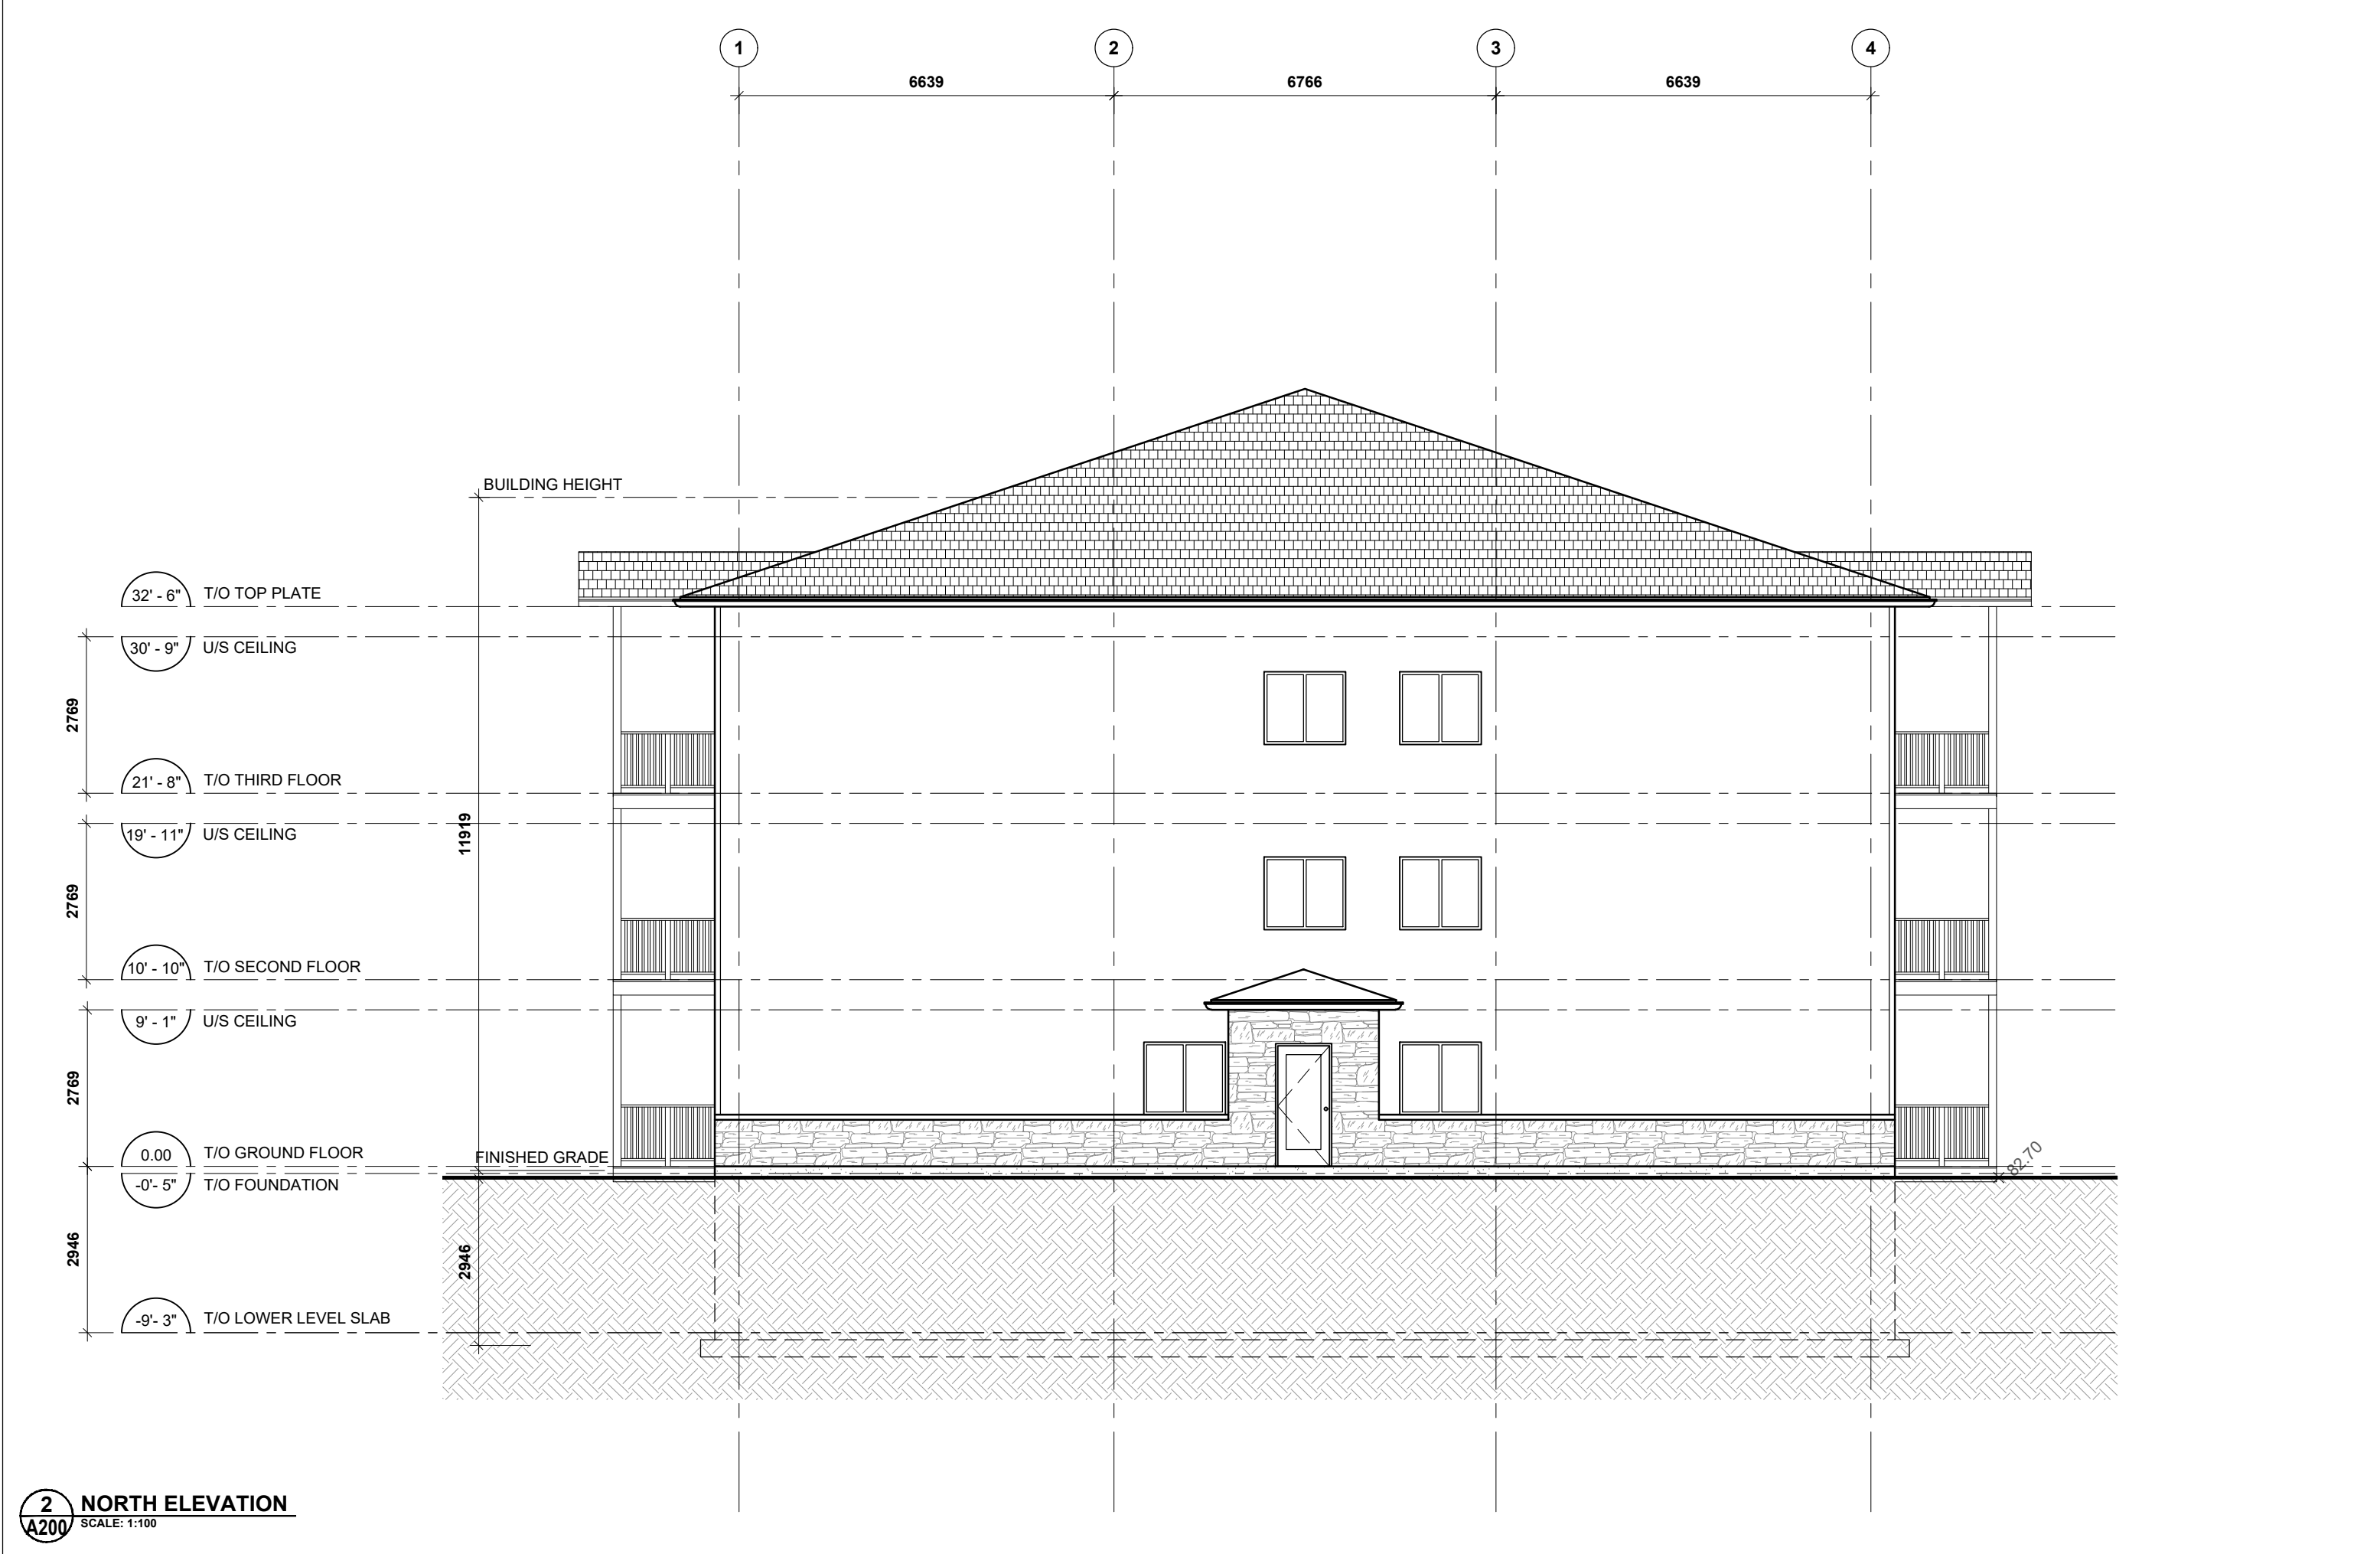 1
2
3
4
6639
6766
6639
BUILDING HEIGHT
32' - 6"
T/O TOP PLATE
30' - 9"
U/S CEILING
2769
21' - 8"
T/O THIRD FLOOR
19' - 11"
U/S CEILING
11919
2769
10' - 10"
T/O SECOND FLOOR
9' - 1"
U/S CEILING
2769
0.00
T/O GROUND FLOOR
FINISHED GRADE
82.70
-0'- 5"
T/O FOUNDATION
2946
2946
-9'- 3"
T/O LOWER LEVEL SLAB
2
A200
NORTH ELEVATION
SCALE: 1:100